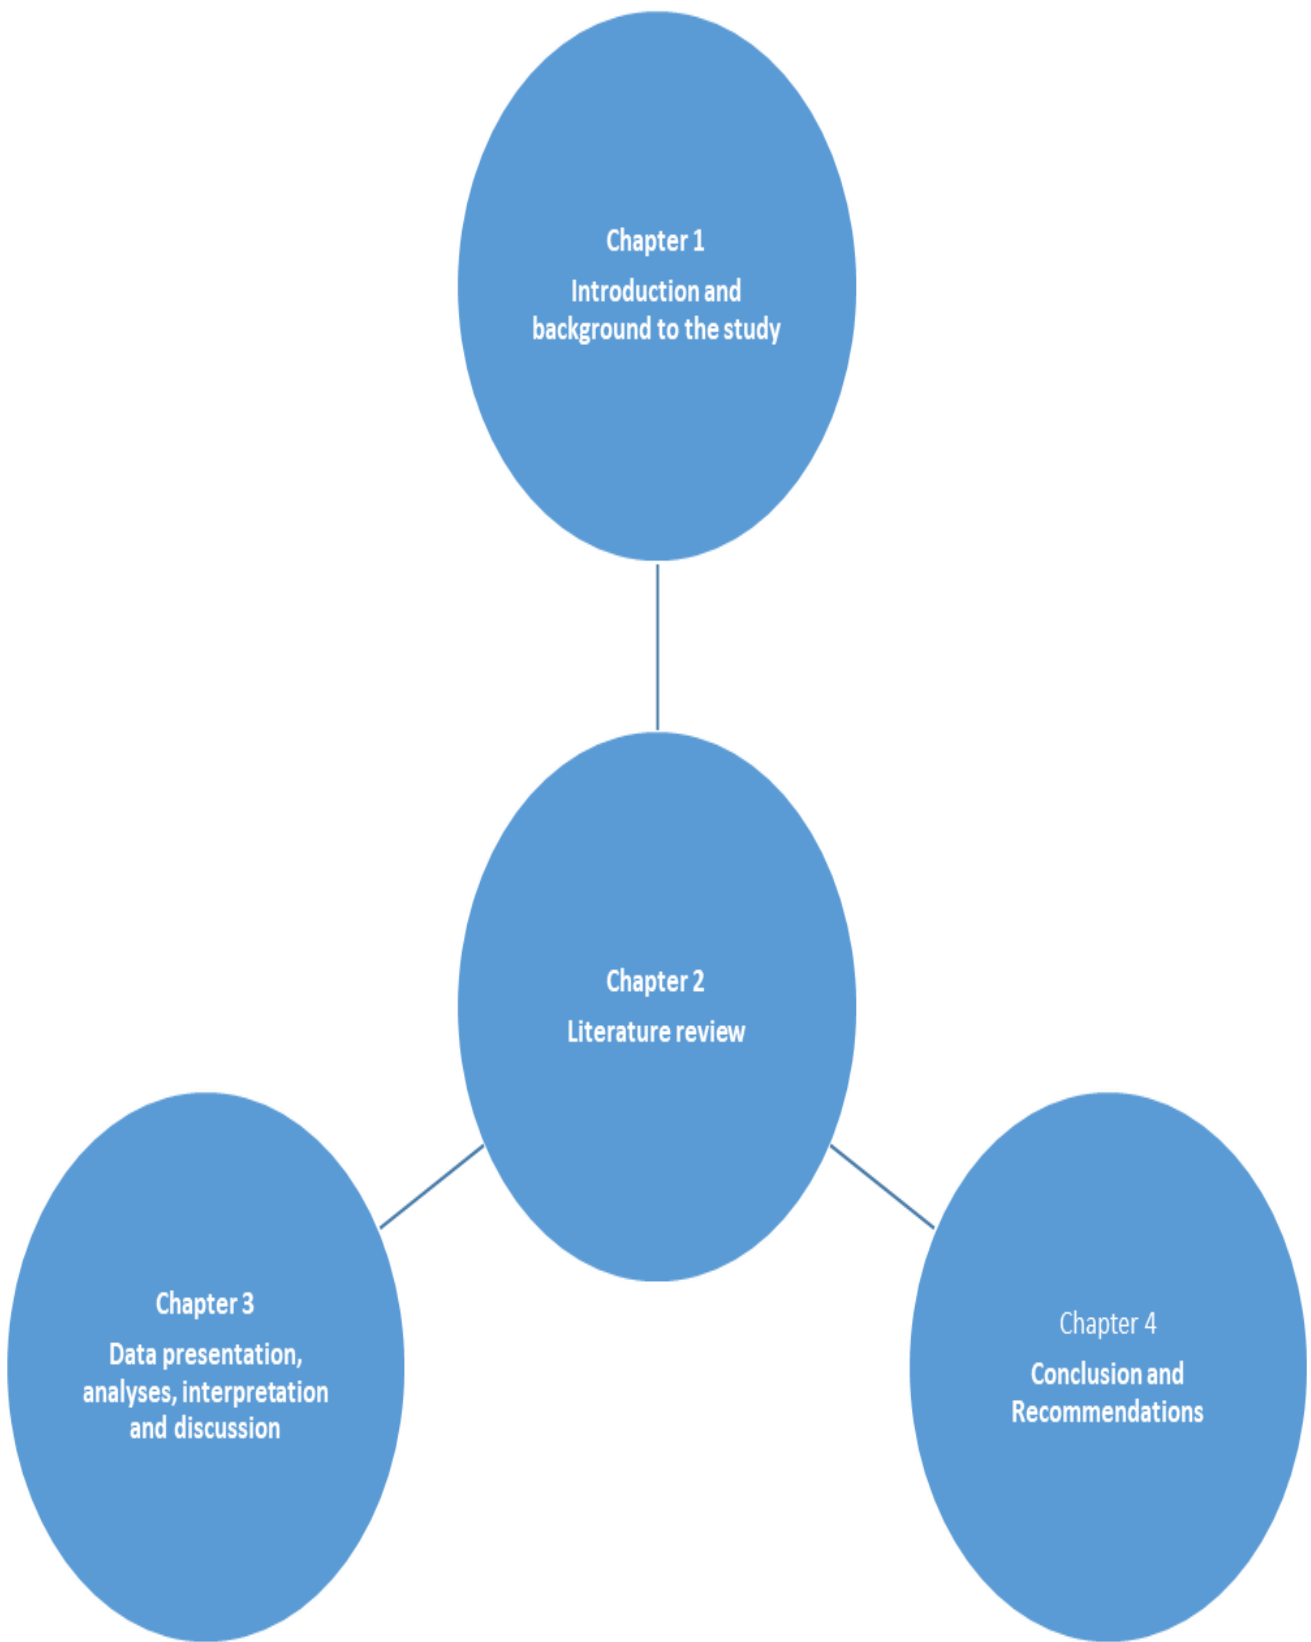 Chapter 1
Introduction and
background to the study
Chapter 2
Literature review
Chapter 3
Data presentation,
analyses, interpretation
and discussion
Chapter 4
Conclusion and
Recommendations